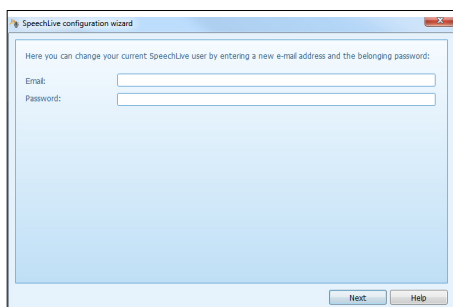 SpeechLive configuration wizard
Here you can change your current SpeechLive user by entering a new e-mail address and the belonging password:
Email:
Password:
Next Help